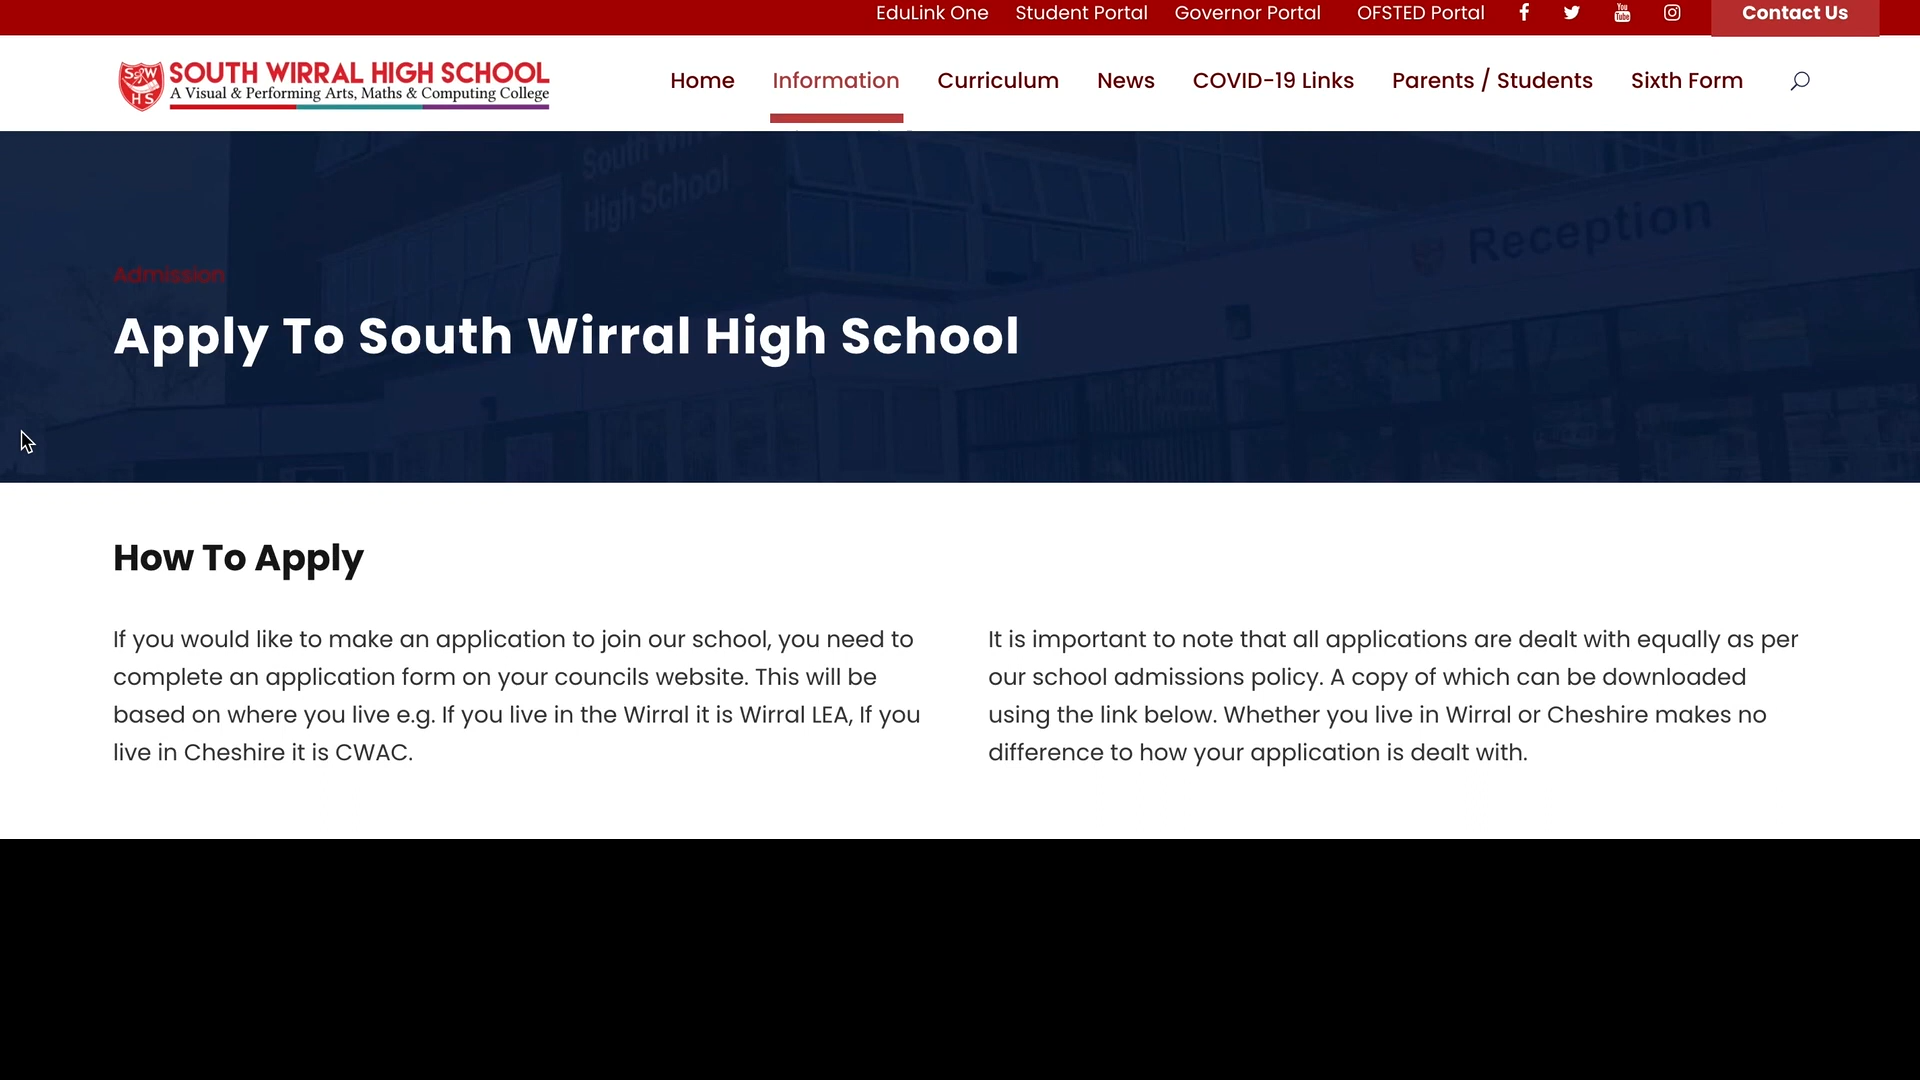 EduLink One Student Portal Governor Portal OFSTED Portal Contact Us
SOUTH WIRRAL HIGH SCHOOL
A Visual & Performing Arts, Maths & Computing College
Home Information Curriculum News COVID-19 Links Parents / Students Sixth Form
South Wirral
High School
Reception
Admission
Apply To South Wirral High School
How To Apply
If you would like to make an application to join our school, you need to
complete an application form on your councils website. This will be
based on where you live e.g. If you live in the Wirral it is Wirral LEA, If you
live in Cheshire it is CWAC.
It is important to note that all applications are dealt with equally as per
our school admissions policy. A copy of which can be downloaded
using the link below. Whether you live in Wirral or Cheshire makes no
difference to how your application is dealt with.